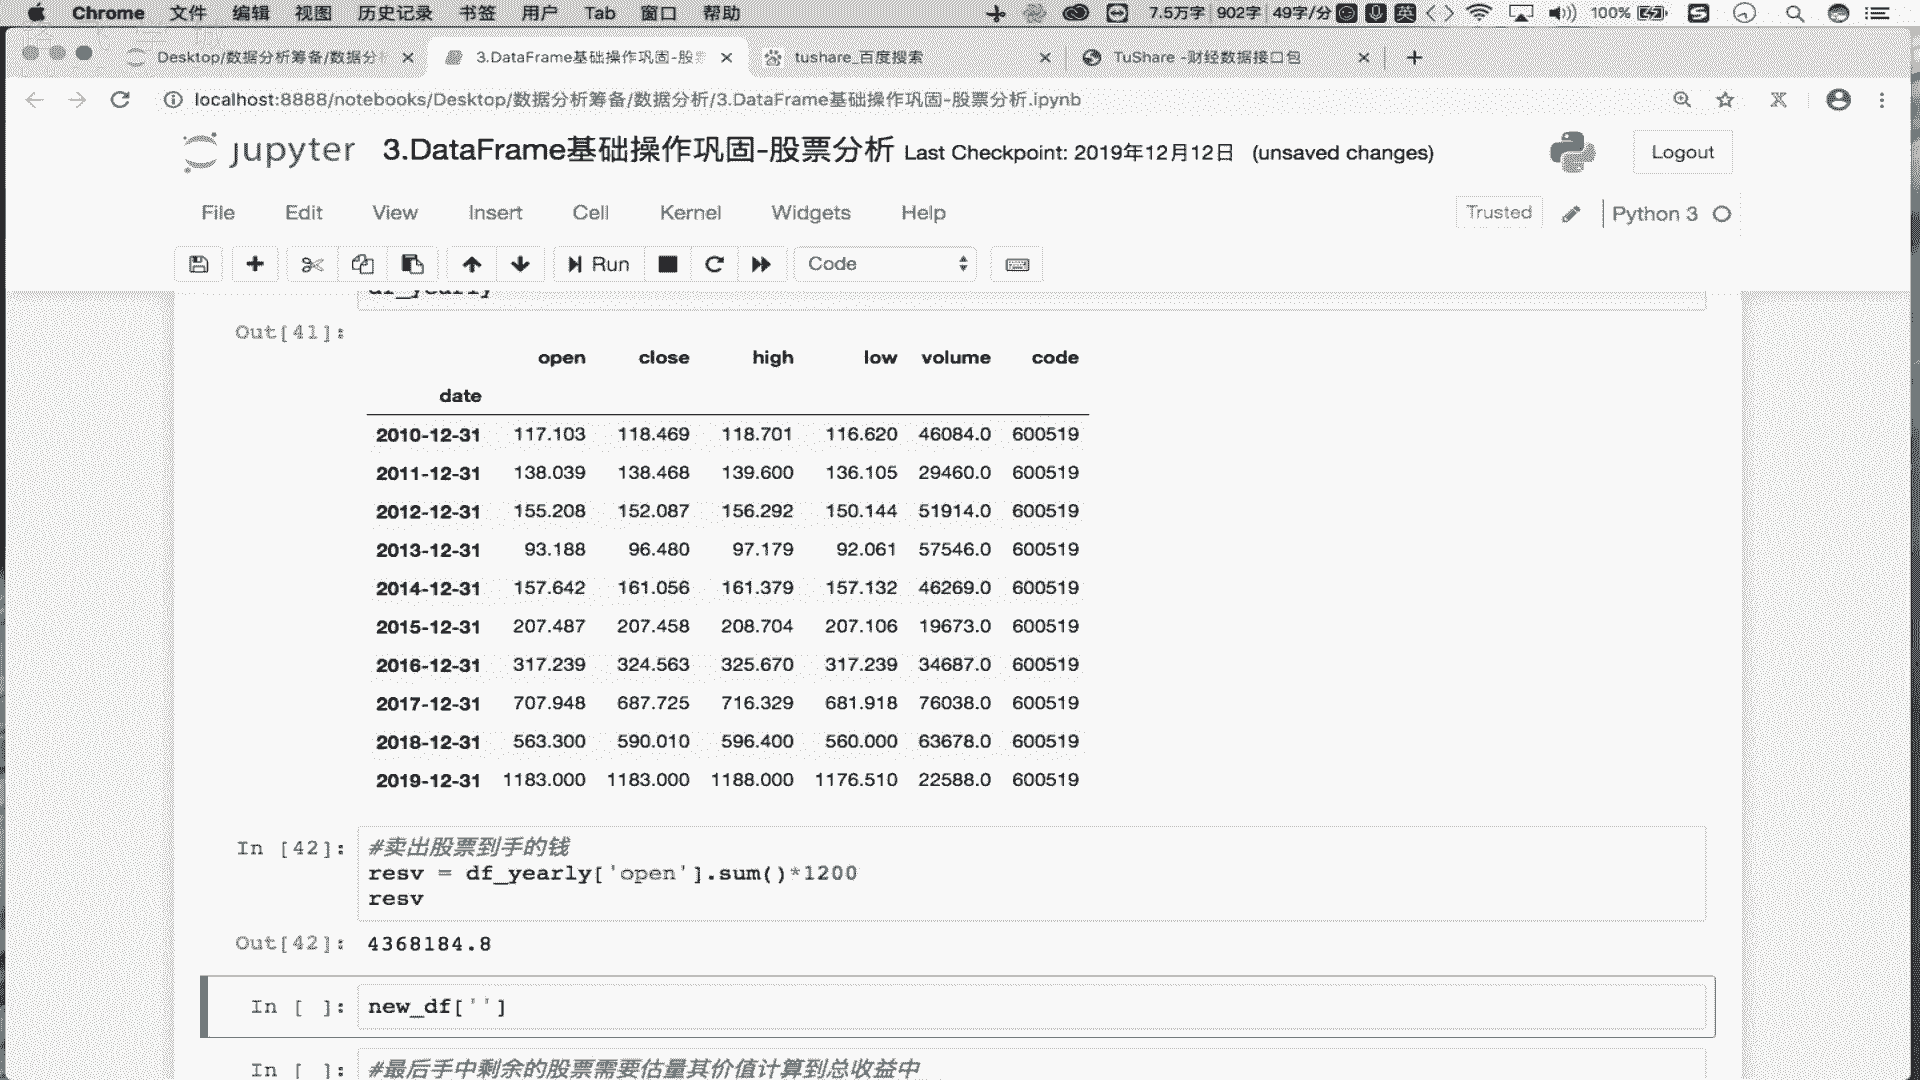 Chrome 文件 编辑 视图 历史记录 书签 用户 Tab 窗口 帮助 7.5万字 902字 49字/分 英 100%
Desktop/数据分析筹备/数据分析 3.DataFrame基础操作巩固-股票 tushare_百度搜索 TuShare -财经数据接口包
localhost:8888/notebooks/Desktop/数据分析筹备/数据分析/3.DataFrame基础操作巩固-股票分析.ipynb
jupyter 3.DataFrame基础操作巩固-股票分析 Last Checkpoint: 2019年12月12日 (unsaved changes) Logout
File Edit View Insert Cell Kernel Widgets Help Trusted Python 3
Run Code
df_yearly
Out[41]:
open close high low volume code
date
2010-12-31 117.103 118.469 118.701 116.620 46084.0 600519
2011-12-31 138.039 138.468 139.600 136.105 29460.0 600519
2012-12-31 155.208 152.087 156.292 150.144 51914.0 600519
2013-12-31 93.188 96.480 97.179 92.061 57546.0 600519
2014-12-31 157.642 161.056 161.379 157.132 46269.0 600519
2015-12-31 207.487 207.458 208.704 207.106 19673.0 600519
2016-12-31 317.239 324.563 325.670 317.239 34687.0 600519
2017-12-31 707.948 687.725 716.329 681.918 76038.0 600519
2018-12-31 563.300 590.010 596.400 560.000 63678.0 600519
2019-12-31 1183.000 1183.000 1188.000 1176.510 22588.0 600519
In [42]: #卖出股票到手的钱
resv = df_yearly['open'].sum()*1200
resv
Out[42]: 4368184.8
In [ ]: new_df['']
In [ ]: #最后手中剩余的股票需要估量其价值计算到总收益中